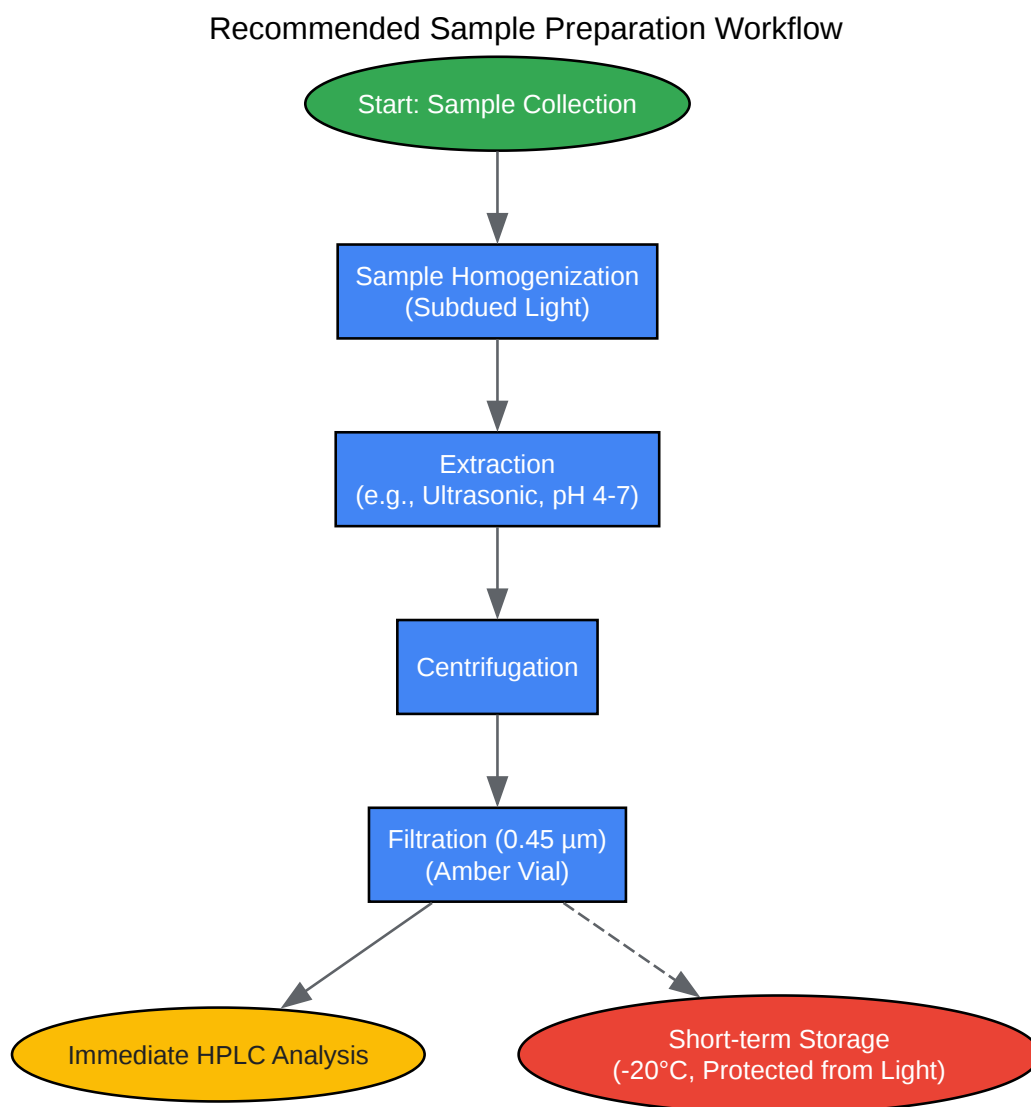 Recommended Sample Preparation Workflow
Start: Sample Collection
Sample Homogenization
(Subdued Light)
Extraction
(e.g., Ultrasonic, pH 4-7)
Centrifugation
Filtration (0.45 µm)
(Amber Vial)
Immediate HPLC Analysis
Short-term Storage
(-20°C, Protected from Light)